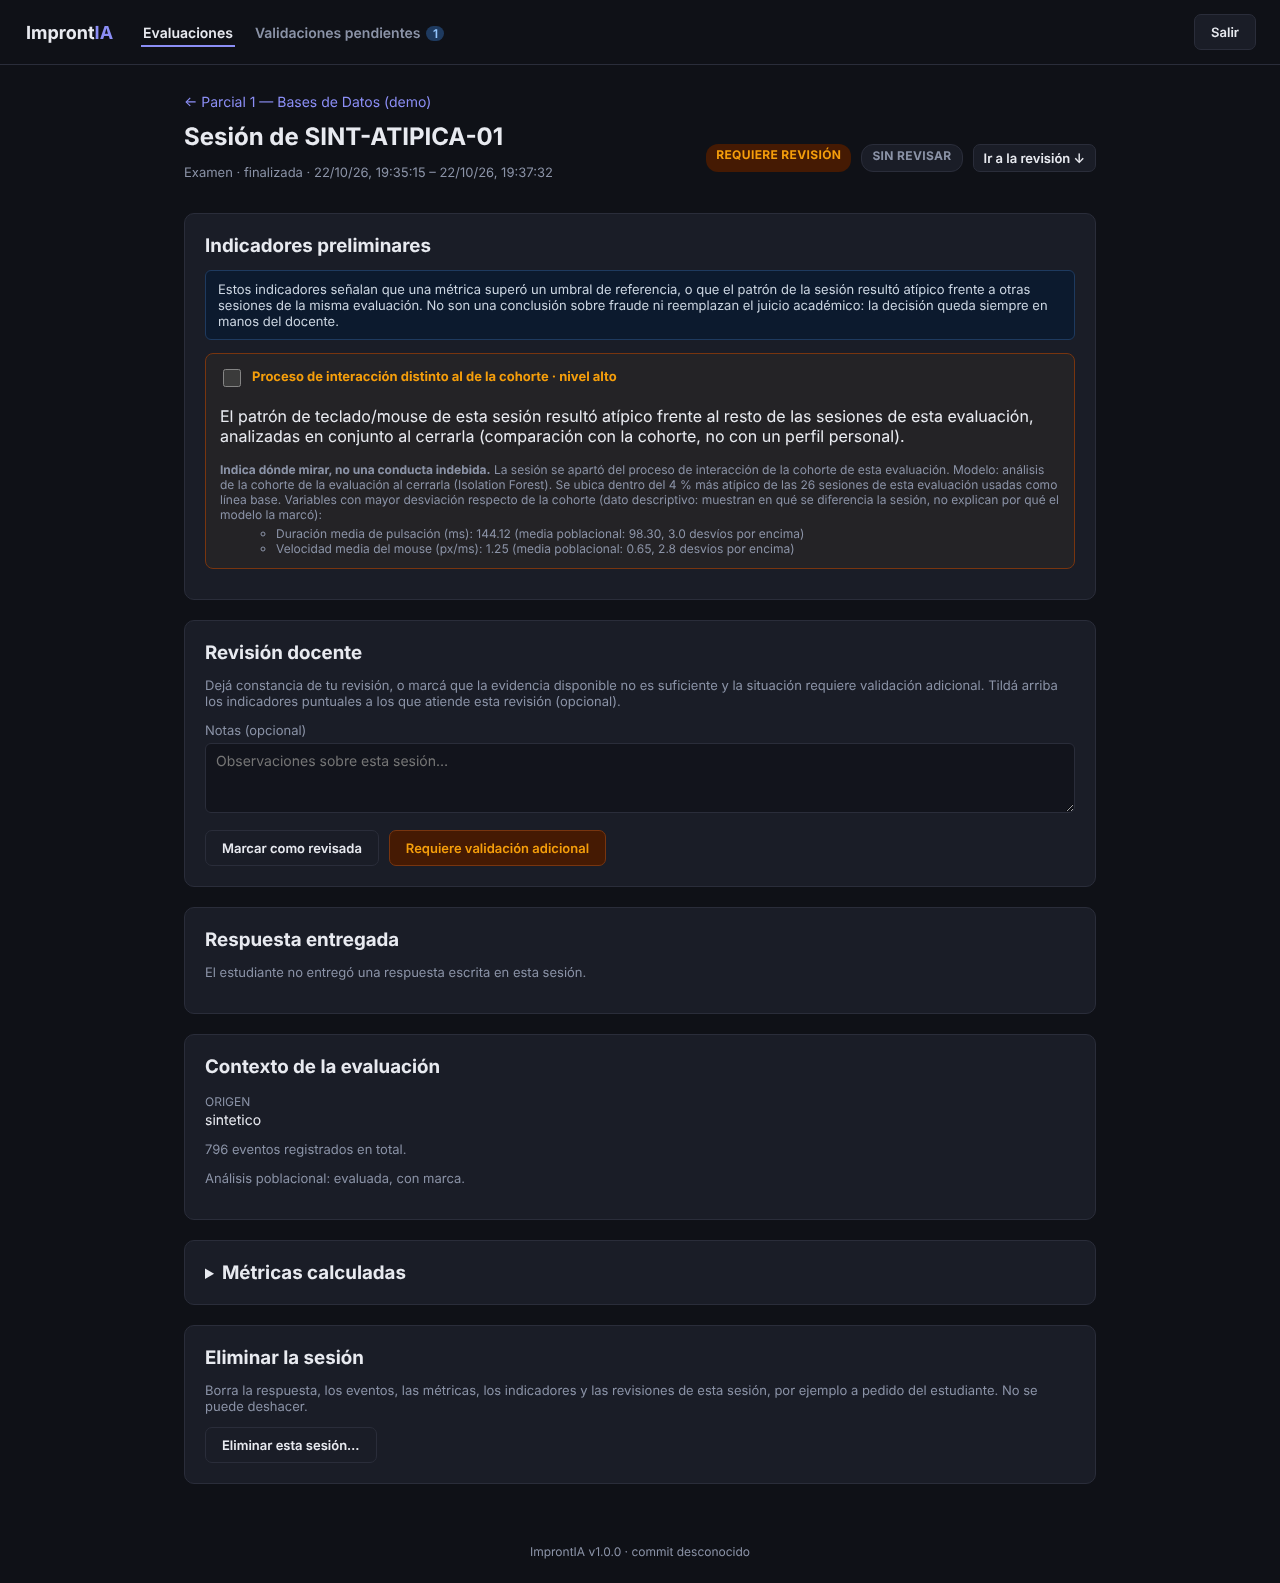 ImprontIA
Evaluaciones
Validaciones pendientes 1
Salir
← Parcial 1 — Bases de Datos (demo)
Sesión de SINT-ATIPICA-01
Examen · finalizada · 22/10/26, 19:35:15 – 22/10/26, 19:37:32
REQUIERE REVISIÓN
SIN REVISAR
Ir a la revisión ↓
Indicadores preliminares
Estos indicadores señalan que una métrica superó un umbral de referencia, o que el patrón de la sesión resultó atípico frente a otras
sesiones de la misma evaluación. No son una conclusión sobre fraude ni reemplazan el juicio académico: la decisión queda siempre en
manos del docente.
Proceso de interacción distinto al de la cohorte · nivel alto
El patrón de teclado/mouse de esta sesión resultó atípico frente al resto de las sesiones de esta evaluación,
analizadas en conjunto al cerrarla (comparación con la cohorte, no con un perfil personal).
Indica dónde mirar, no una conducta indebida. La sesión se apartó del proceso de interacción de la cohorte de esta evaluación. Modelo: análisis
de la cohorte de la evaluación al cerrarla (Isolation Forest). Se ubica dentro del 4 % más atípico de las 26 sesiones de esta evaluación usadas como
línea base. Variables con mayor desviación respecto de la cohorte (dato descriptivo: muestran en qué se diferencia la sesión, no explican por qué el
modelo la marcó):
◦ Duración media de pulsación (ms): 144.12 (media poblacional: 98.30, 3.0 desvíos por encima)
◦ Velocidad media del mouse (px/ms): 1.25 (media poblacional: 0.65, 2.8 desvíos por encima)
Revisión docente
Dejá constancia de tu revisión, o marcá que la evidencia disponible no es suficiente y la situación requiere validación adicional. Tildá arriba
los indicadores puntuales a los que atiende esta revisión (opcional).
Notas (opcional)
Observaciones sobre esta sesión...
Marcar como revisada
Requiere validación adicional
Respuesta entregada
El estudiante no entregó una respuesta escrita en esta sesión.
Contexto de la evaluación
ORIGEN
sintetico
796 eventos registrados en total.
Análisis poblacional: evaluada, con marca.
Métricas calculadas
Eliminar la sesión
Borra la respuesta, los eventos, las métricas, los indicadores y las revisiones de esta sesión, por ejemplo a pedido del estudiante. No se
puede deshacer.
Eliminar esta sesión...
ImprontIA v1.0.0 · commit desconocido